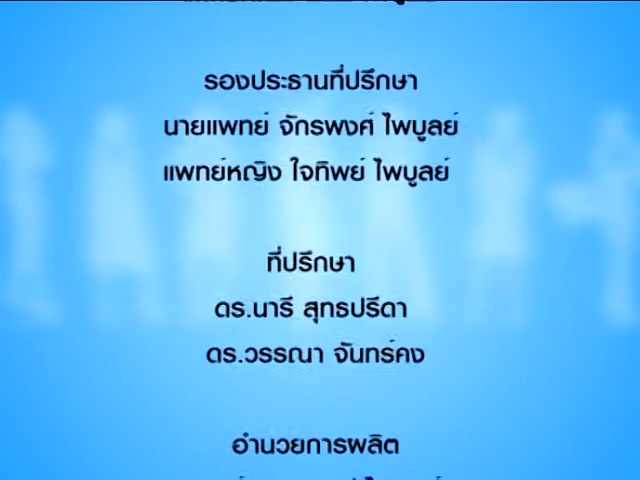 รองประธานที่ปรึกษา
นายแพทย์ จักรพงศ์ ไพบูลย์
แพทย์หญิง ใจทิพย์ ไพบูลย์
ที่ปรึกษา
ดร.นารี สุทธปรีดา
ดร.วรรณา จันทร์คง
อำนวยการผลิต